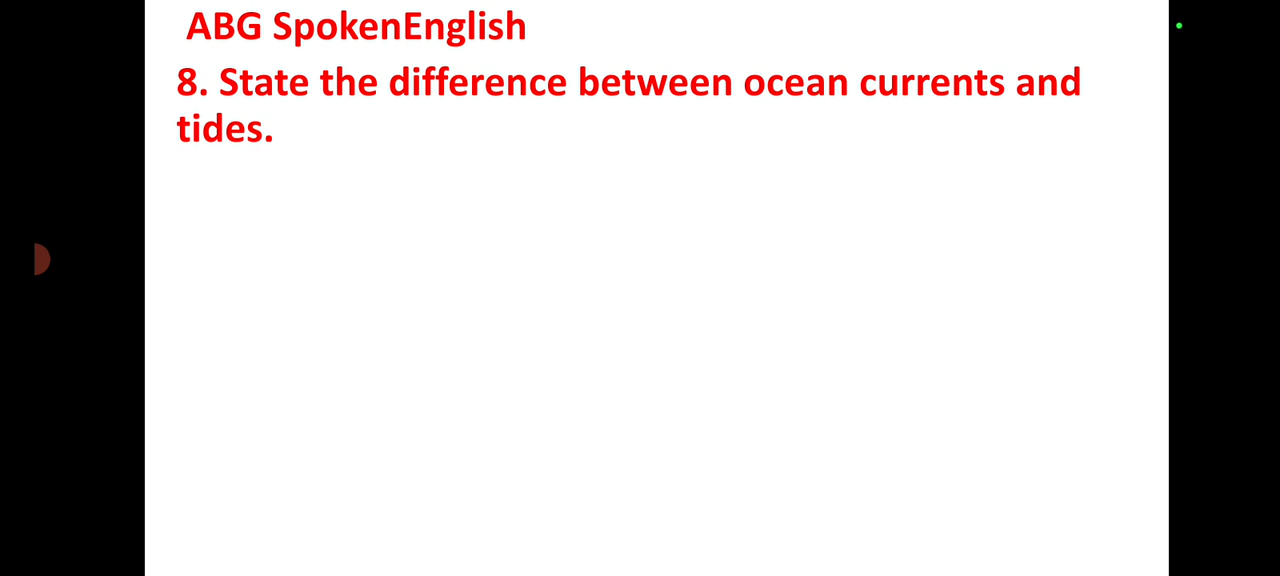 ABG SpokenEnglish
8. State the difference between ocean currents and
tides.